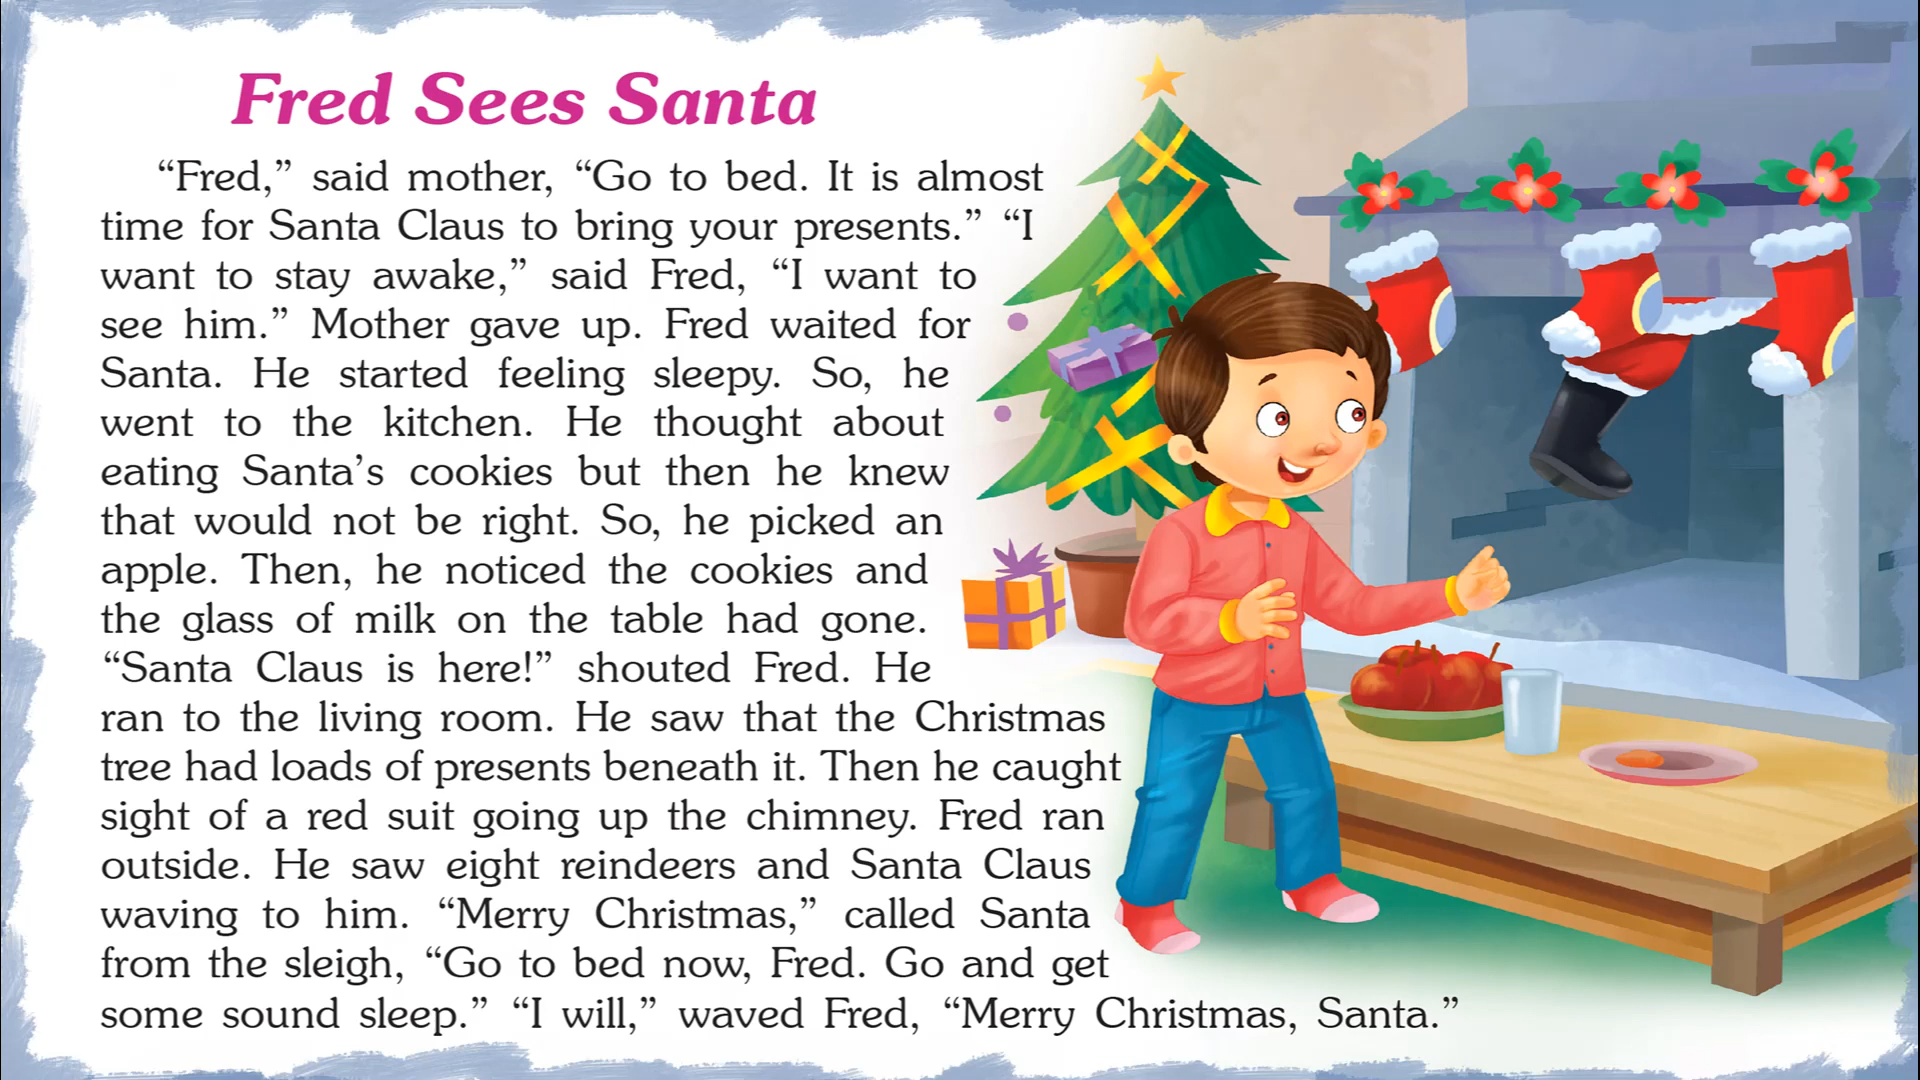 Fred Sees Santa
“Fred,” said mother, “Go to bed. It is almost
time for Santa Claus to bring your presents.” “I
want to stay awake,” said Fred, “I want to
see him.” Mother gave up. Fred waited for
Santa. He started feeling sleepy. So, he
went to the kitchen. He thought about
eating Santa’s cookies but then he knew
that would not be right. So, he picked an
apple. Then, he noticed the cookies and
the glass of milk on the table had gone.
“Santa Claus is here!” shouted Fred. He
ran to the living room. He saw that the Christmas
tree had loads of presents beneath it. Then he caught
sight of a red suit going up the chimney. Fred ran
outside. He saw eight reindeers and Santa Claus
waving to him. “Merry Christmas,” called Santa
from the sleigh, “Go to bed now, Fred. Go and get
some sound sleep.” “I will,” waved Fred, “Merry Christmas, Santa.”